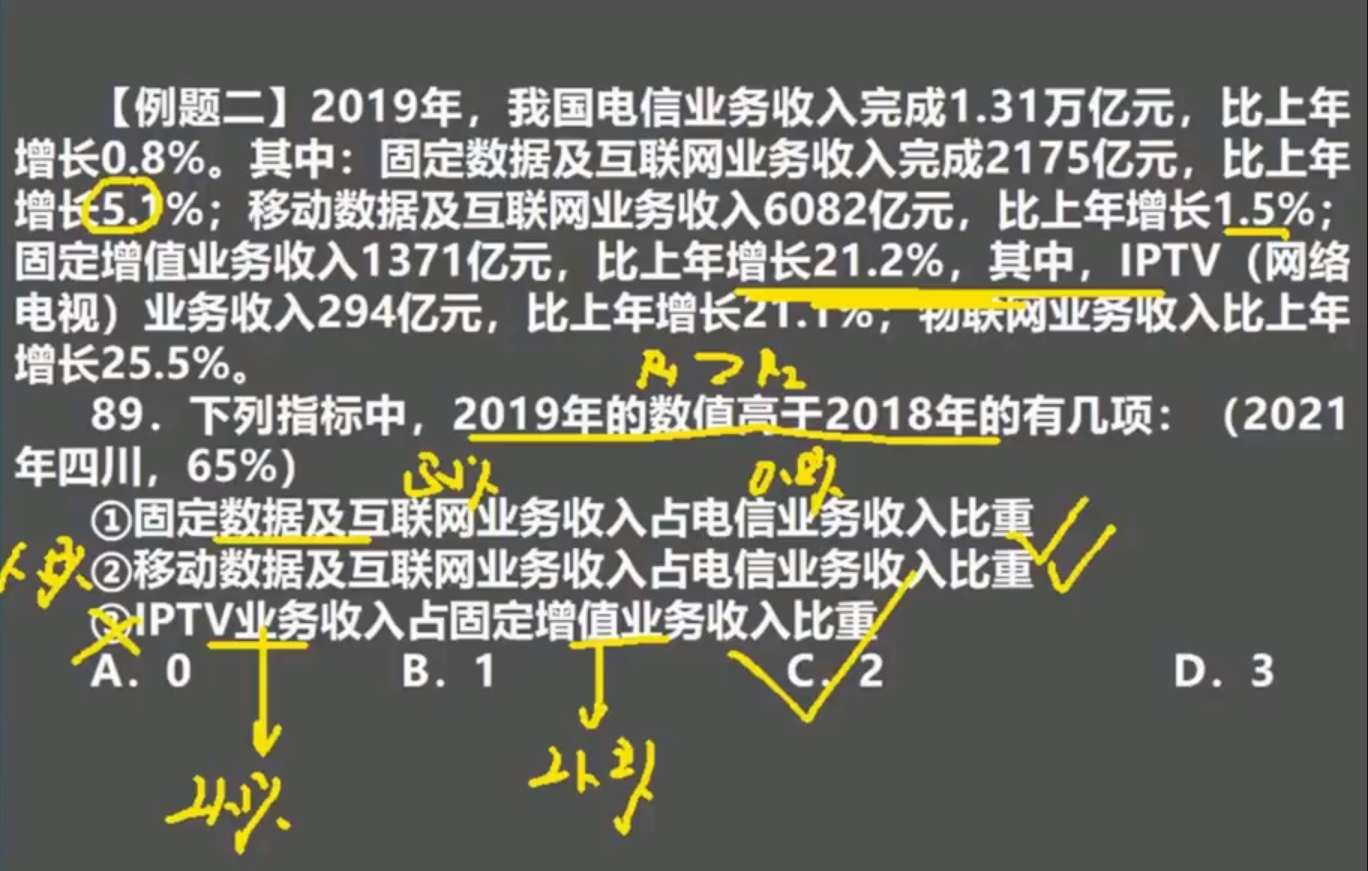 【例题二】2019年，我国电信业务收入完成1.31万亿元，比上年
增长0.8%。其中：固定数据及互联网业务收入完成2175亿元，比上年
增长5.1%；移动数据及互联网业务收入6082亿元，比上年增长1.5%；
固定增值业务收入1371亿元，比上年增长21.2%，其中，IPTV（网络
电视）业务收入294亿元，比上年增长21.1%；物联网业务收入比上年
增长25.5%。
89．下列指标中，2019年的数值高于2018年的有几项：（2021
年四川，65%）
5.1% 0.8%
①固定数据及互联网业务收入占电信业务收入比重
②移动数据及互联网业务收入占电信业务收入比重
③IPTV业务收入占固定增值业务收入比重
A．0 B．1 C．2 D．3
21.1% 21.2%